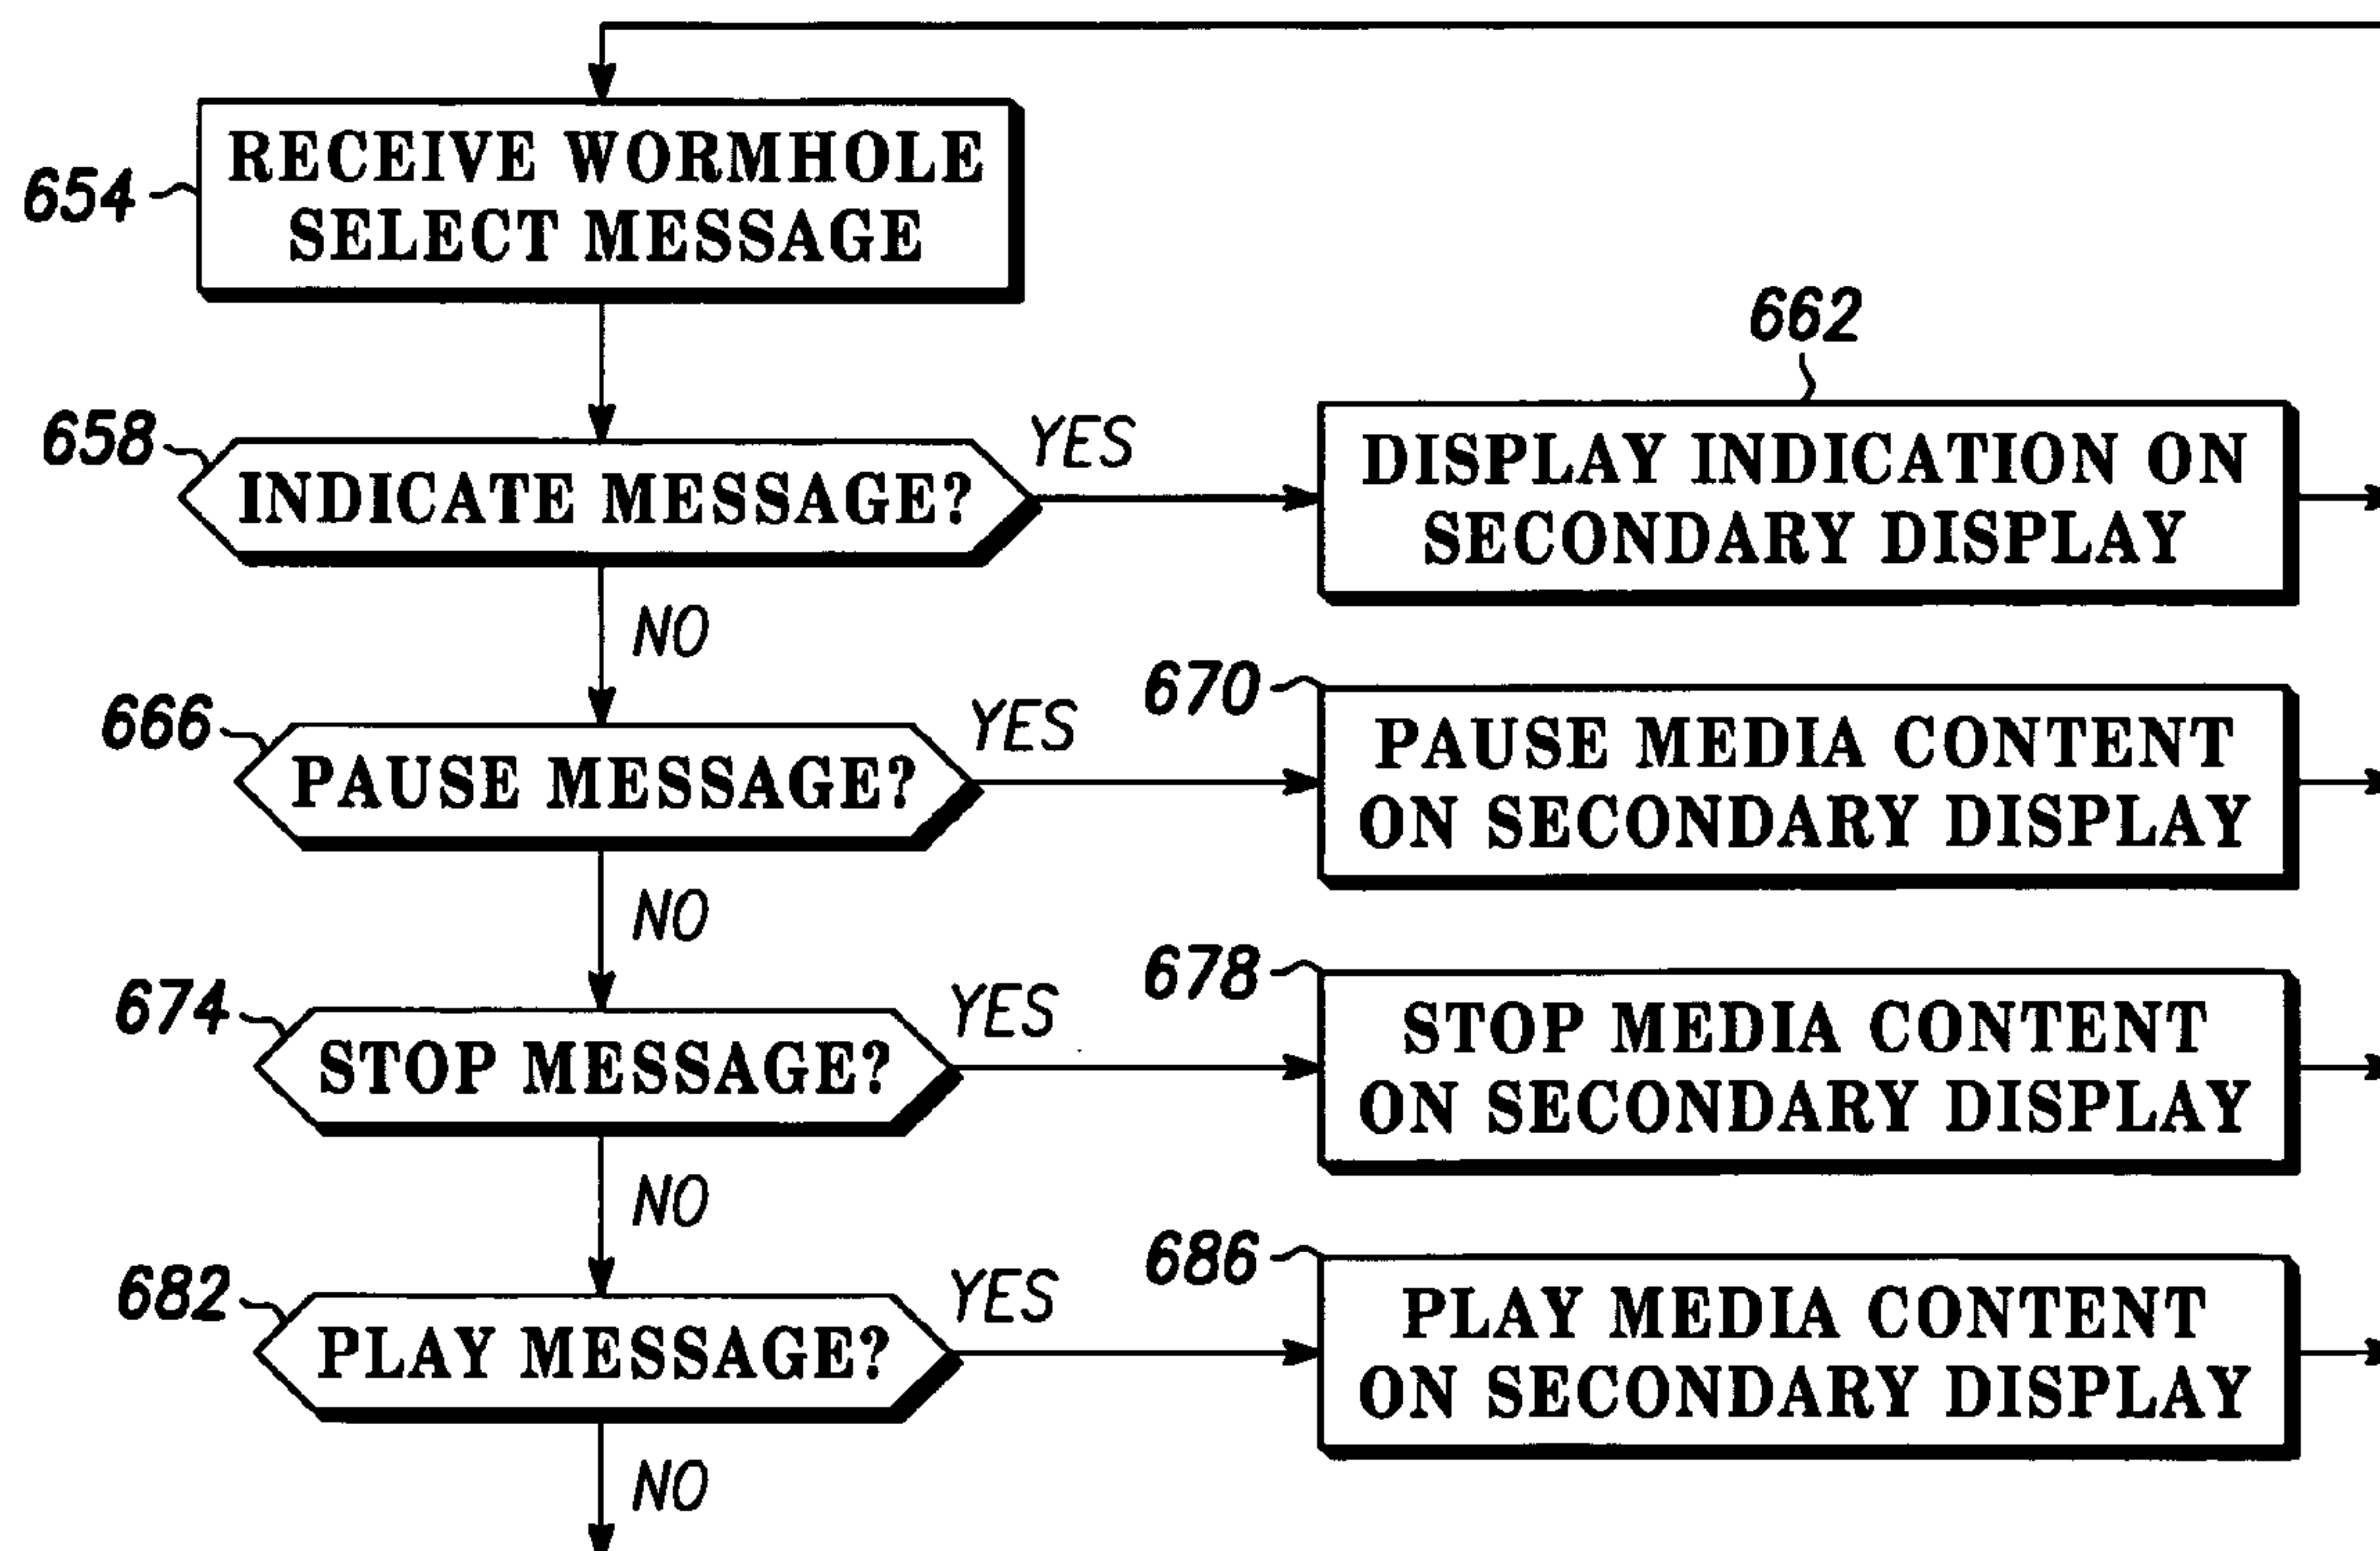 654
RECEIVE WORMHOLE
SELECT MESSAGE
658
INDICATE MESSAGE?
YES
662
DISPLAY INDICATION ON
SECONDARY DISPLAY
NO
666
PAUSE MESSAGE?
YES
670
PAUSE MEDIA CONTENT
ON SECONDARY DISPLAY
NO
674
STOP MESSAGE?
YES
678
STOP MEDIA CONTENT
ON SECONDARY DISPLAY
NO
682
PLAY MESSAGE?
YES
686
PLAY MEDIA CONTENT
ON SECONDARY DISPLAY
NO